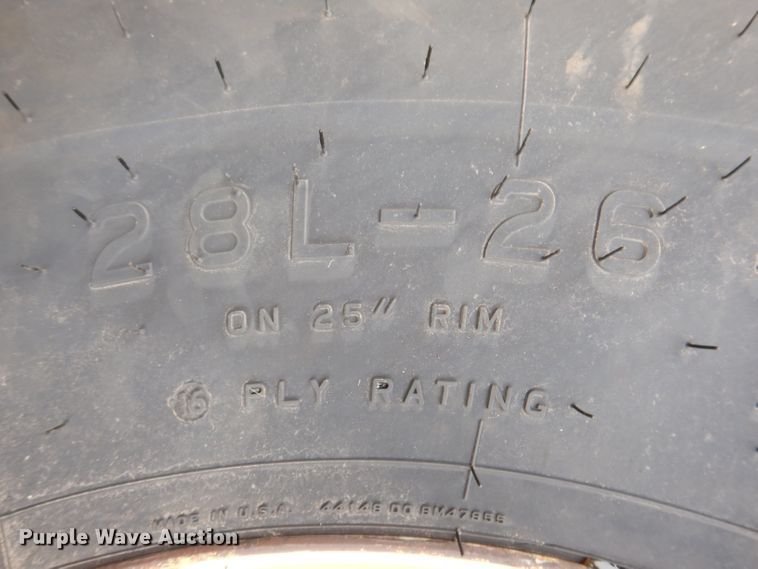 28L-26
ON 25" RIM
16 PLY RATING
MADE IN U.S.A.
Purple Wave Auction